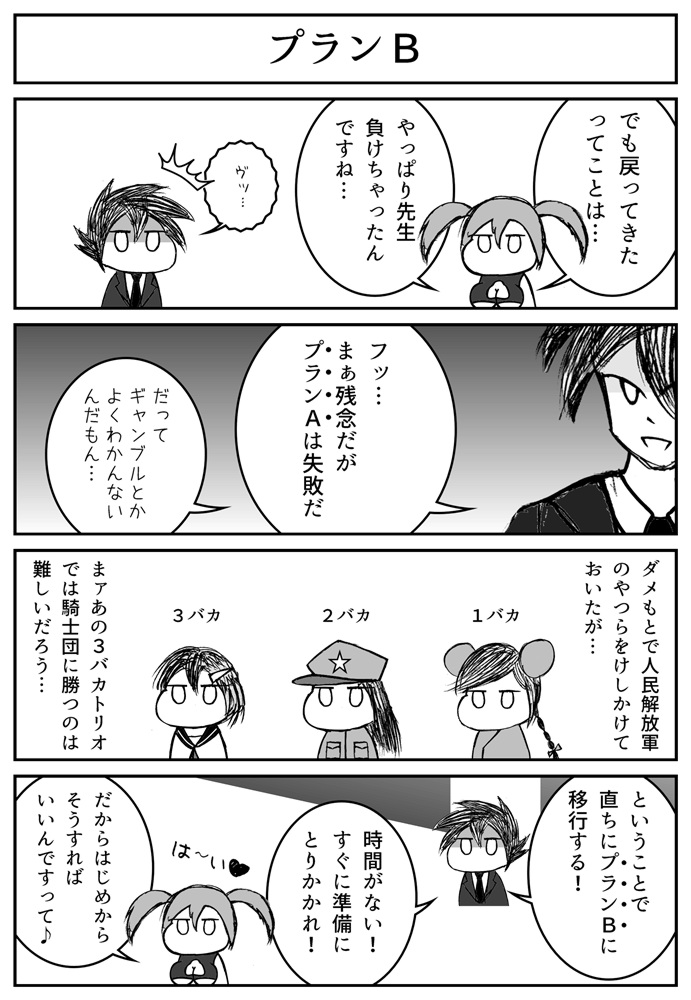 プランB
でも戻ってきた
ってことは…
やっぱり先生
負けちゃったん
ですね…
ヴッ…
フッ…
まぁ残念だが
プランAは失敗だ
だって
ギャンブルとか
よくわかんない
んだもん…
ダメもとで人民解放軍
のやつらをけしかけて
おいたが…
1バカ
2バカ
3バカ
まァあの3バカトリオ
では騎士団に勝つのは
難しいだろう…
ということで
直ちにプランBに
移行する!
時間がない!
すぐに準備に
とりかかれ!
は~い♥
だからはじめから
そうすれば
いいんですって♪